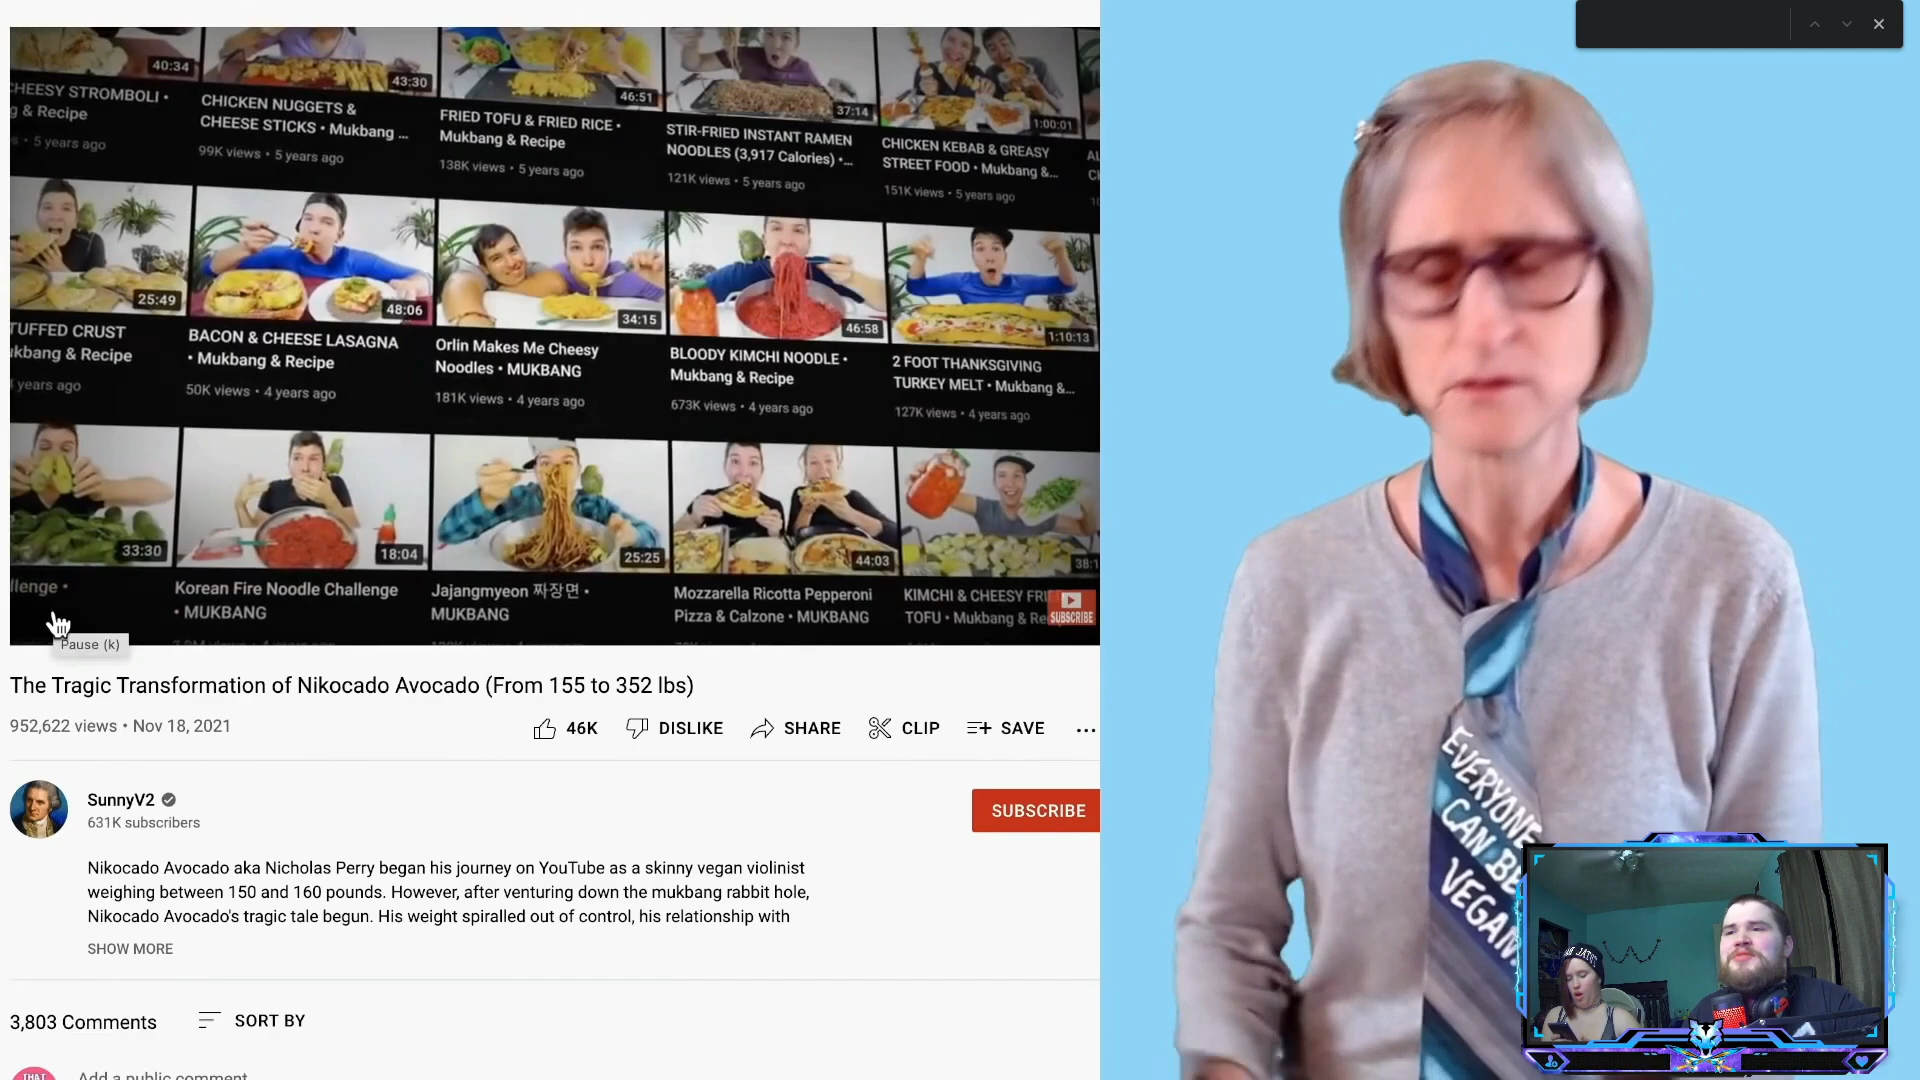 40:34
43:30
46:51
37:14
1:00:01
CHEESY STROMBOLI •
& Recipe
5 years ago
CHICKEN NUGGETS &
CHEESE STICKS • Mukbang ...
99K views • 5 years ago
FRIED TOFU & FRIED RICE •
Mukbang & Recipe
138K views • 5 years ago
STIR-FRIED INSTANT RAMEN
NOODLES (3,917 Calories) •...
121K views • 5 years ago
CHICKEN KEBAB & GREASY
STREET FOOD • Mukbang &...
151K views • 5 years ago
25:49
48:06
34:15
46:58
1:10:13
CRUST
& Recipe
years ago
BACON & CHEESE LASAGNA
• Mukbang & Recipe
50K views • 4 years ago
Orlin Makes Me Cheesy
Noodles • MUKBANG
181K views • 5 years ago
BLOODY KIMCHI NOODLE •
Mukbang & Recipe
673K views • 4 years ago
2 FOOT THANKSGIVING
TURKEY MELT • Mukbang &...
127K views • 4 years ago
33:30
18:04
25:25
44:03
llenge •
Korean Fire Noodle Challenge
• MUKBANG
Jajangmyeon 짜장면 •
MUKBANG
Mozzarella Ricotta Pepperoni
Pizza & Calzone • MUKBANG
KIMCHI & CHEESY
TOFU • Mukbang &
SUBSCRIBE
Pause (k)
The Tragic Transformation of Nikocado Avocado (From 155 to 352 lbs)
952,622 views • Nov 18, 2021
46K DISLIKE SHARE CLIP SAVE ...
SunnyV2
631K subscribers
SUBSCRIBE
Nikocado Avocado aka Nicholas Perry began his journey on YouTube as a skinny vegan violinist
weighing between 150 and 160 pounds. However, after venturing down the mukbang rabbit hole,
Nikocado Avocado's tragic tale begun. His weight spiralled out of control, his relationship with
SHOW MORE
3,803 Comments SORT BY
THAT
Add a public comment
EVERYONE
CAN BE
VEGAN